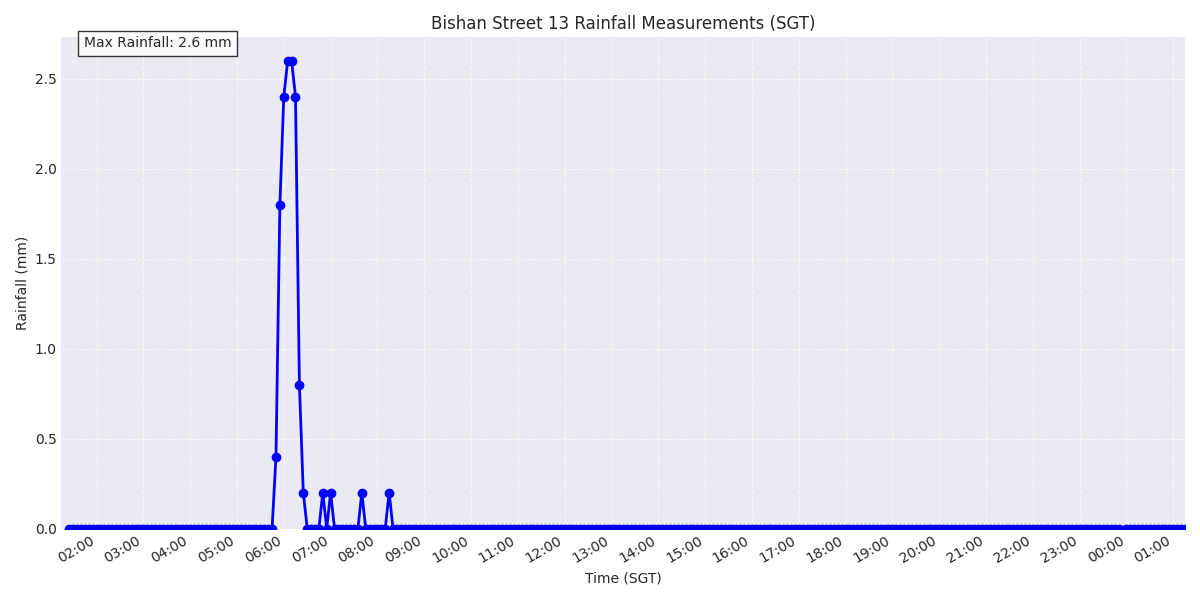 Bishan Street 13 Rainfall Measurements (SGT)
Max Rainfall: 2.6 mm
2.5
2.0
1.5
1.0
0.5
0.0
Rainfall (mm)
02:00 03:00 04:00 05:00 06:00 07:00 08:00 09:00 10:00 11:00 12:00 13:00 14:00 15:00 16:00 17:00 18:00 19:00 20:00 21:00 22:00 23:00 00:00 01:00
Time (SGT)